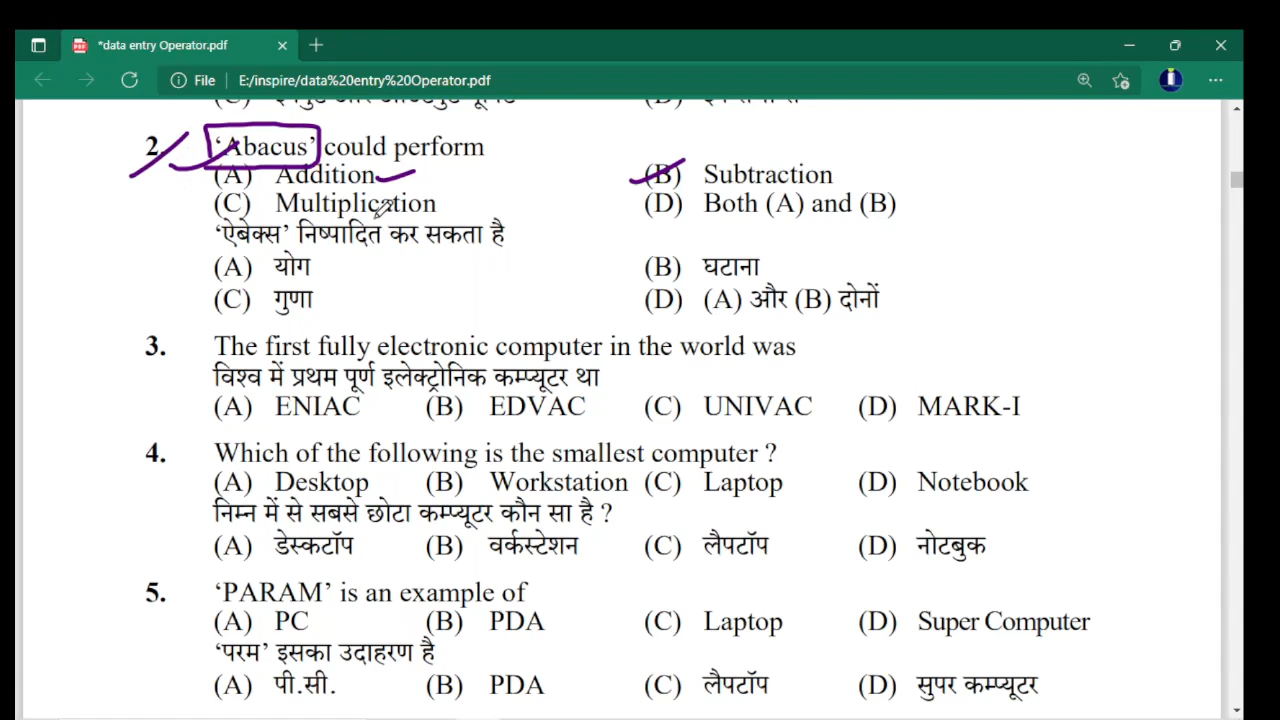 *data entry Operator.pdf
File E:/inspire/data%20entry%20Operator.pdf
2. ‘Abacus’ could perform
(A) Addition (B) Subtraction
(C) Multiplication (D) Both (A) and (B)
‘ऐबेक्स’ निष्पादित कर सकता है
(A) योग (B) घटाना
(C) गुणा (D) (A) और (B) दोनों
3. The first fully electronic computer in the world was
विश्व में प्रथम पूर्ण इलेक्ट्रोनिक कम्प्यूटर था
(A) ENIAC (B) EDVAC (C) UNIVAC (D) MARK-I
4. Which of the following is the smallest computer ?
(A) Desktop (B) Workstation (C) Laptop (D) Notebook
निम्न में से सबसे छोटा कम्प्यूटर कौन सा है ?
(A) डेस्कटॉप (B) वर्कस्टेशन (C) लैपटॉप (D) नोटबुक
5. ‘PARAM’ is an example of
(A) PC (B) PDA (C) Laptop (D) Super Computer
‘परम’ इसका उदाहरण है
(A) पी.सी. (B) PDA (C) लैपटॉप (D) सुपर कम्प्यूटर